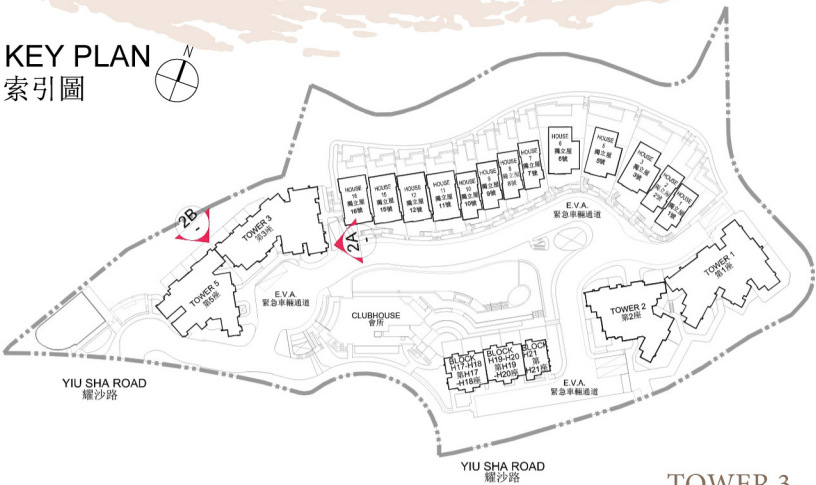 KEY PLAN
索引圖
N
HOUSE
6
獨立屋
6號
HOUSE
5
獨立屋
5號
HOUSE
7
獨立屋
7號
HOUSE
8
獨立屋
8號
HOUSE
9
獨立屋
9號
HOUSE
10
獨立屋
10號
HOUSE
11
獨立屋
11號
HOUSE
12
獨立屋
12號
HOUSE
15
獨立屋
15號
HOUSE
16
獨立屋
16號
HOUSE
3
獨立屋
3號
HOUSE
2
獨立屋
2號
HOUSE
獨立屋
1號
2B
-
TOWER 3
第3座
2A
-
E.V.A.
緊急車輛通道
TOWER 1
第1座
TOWER 5
第5座
E.V.A.
緊急車輛通道
CLUBHOUSE
會所
TOWER 2
第2座
BLOCK
H17-H18
第H17
-H18座
BLOCK
H19-H20
第H19
-H20座
BLOCK
H21
第
H21座
E.V.A.
緊急車輛通道
YIU SHA ROAD
耀沙路
YIU SHA ROAD
耀沙路
TOWER 3